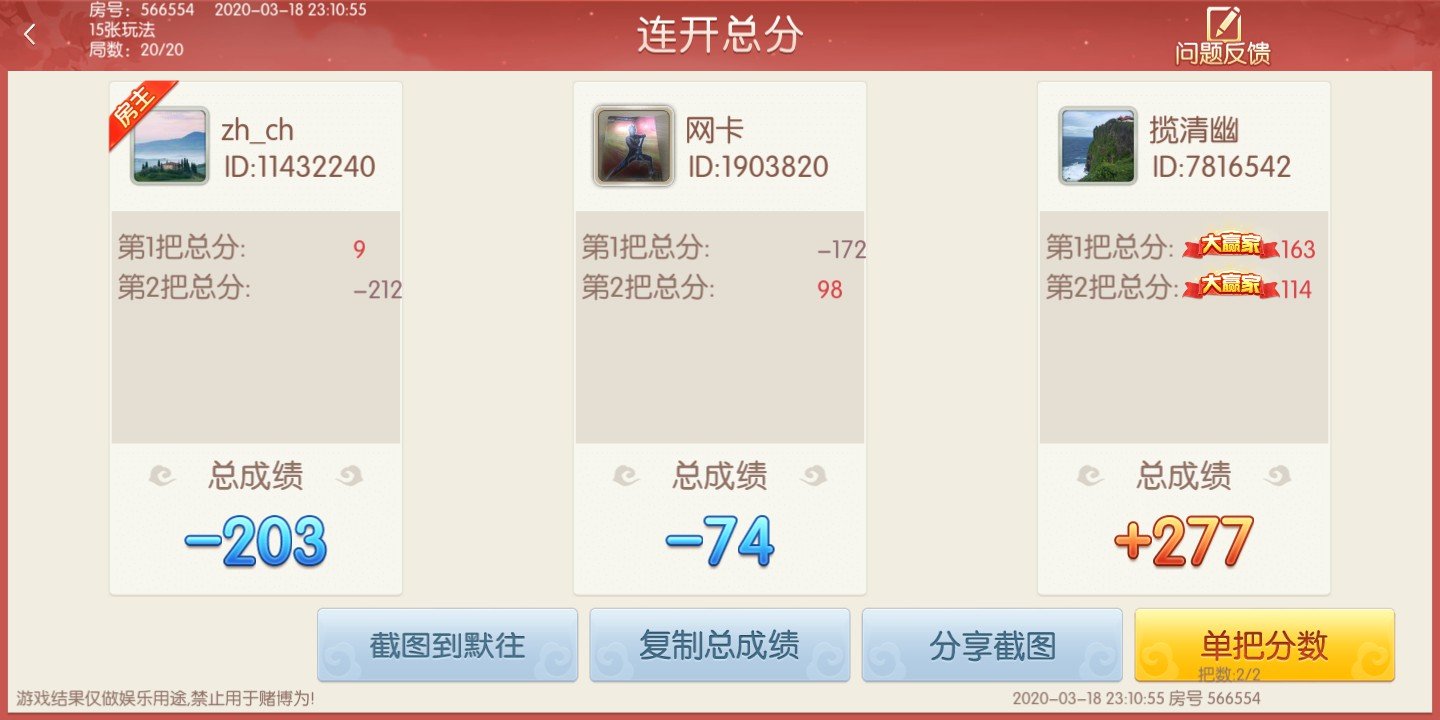 房号：566554 2020-03-18 23:10:55
15张玩法
局数：20/20
连开总分
问题反馈
房主
zh_ch
ID:11432240
第1把总分: 9
第2把总分: -212
总成绩
-203
网卡
ID:1903820
第1把总分: -172
第2把总分: 98
总成绩
-74
揽清幽
ID:7816542
第1把总分: 大赢家 163
第2把总分: 大赢家 114
总成绩
+277
截图到默往
复制总成绩
分享截图
单把分数
把数:2/2
游戏结果仅做娱乐用途,禁止用于赌博为!
2020-03-18 23:10:55 房号 566554